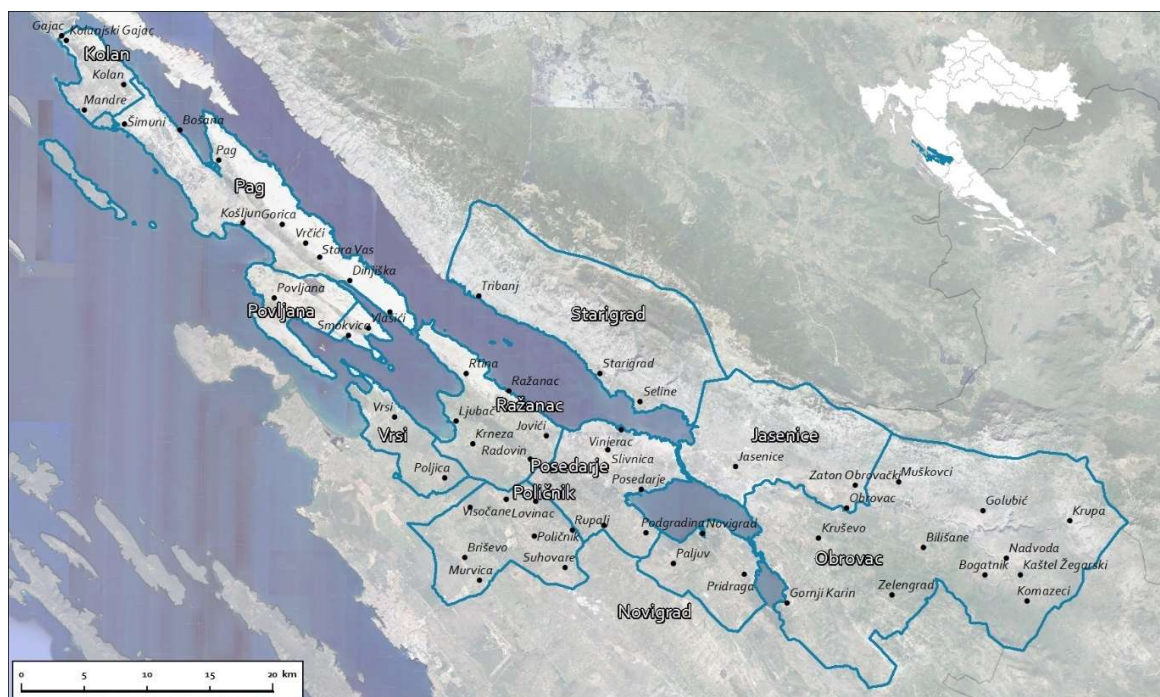 Gajac
Kolanjski Gajac
Kolan
Kolan
Mandre
Šimuni
Bošana
Pag
Pag
Košljun
Gorica
Vrčići
Stara Vas
Dinjiška
Povljana
Povljana
Smokvica
Vlašići
Tribanj
Starigrad
Starigrad
Seline
Rtina
Ražanac
Ražanac
Ljubač
Jovići
Krneza
Radovin
Vrsi
Vrsi
Poljica
Vinjerac
Slivnica
Posedarje
Posedarje
Poličnik
Jasenice
Jasenice
Zaton Obrovački
Muškovci
Obrovac
Golubić
Krupa
Visočane
Lovinac
Rupalj
Podgradina
Novigrad
Kruševo
Poličnik
Bilišane
Obrovac
Nadvoda
Briševo
Suhovare
Paljuv
Bogatnik
Kaštel Žegarski
Murvica
Pridraga
Gornji Karin
Zelengrad
Komazeci
Novigrad
0 5 10 20 km